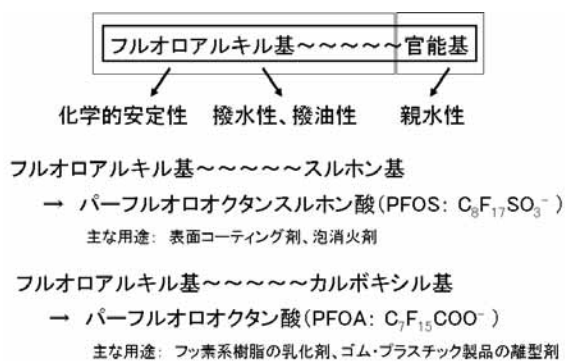 フルオロアルキル基～～～～～官能基
化学的安定性 撥水性、撥油性 親水性
フルオロアルキル基～～～～～スルホン基
→ パーフルオロオクタンスルホン酸(PFOS: C₈F₁₇SO₃⁻ )
主な用途: 表面コーティング剤、泡消火剤
フルオロアルキル基～～～～～カルボキシル基
→ パーフルオロオクタン酸(PFOA: C₇F₁₅COO⁻ )
主な用途: フッ素系樹脂の乳化剤、ゴム・プラスチック製品の離型剤